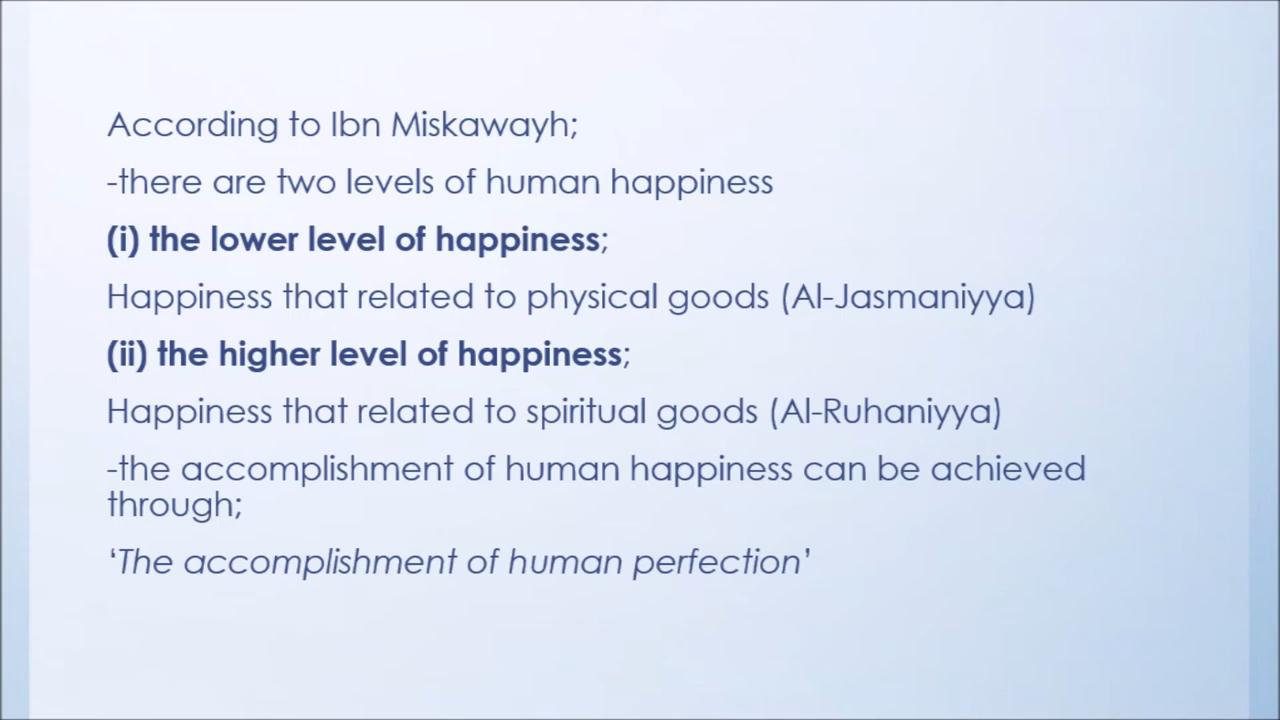 According to Ibn Miskawayh;
-there are two levels of human happiness
(i) the lower level of happiness;
Happiness that related to physical goods (Al-Jasmaniyya)
(ii) the higher level of happiness;
Happiness that related to spiritual goods (Al-Ruhaniyya)
-the accomplishment of human happiness can be achieved
through;
‘The accomplishment of human perfection’